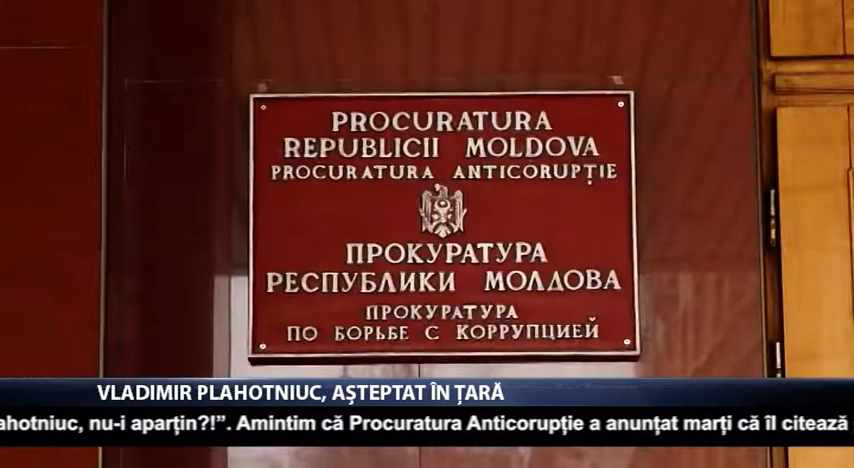 PROCURATURA
REPUBLICII MOLDOVA
PROCURATURA ANTICORUPȚIE
ПРОКУРАТУРА
РЕСПУБЛИКИ МОЛДОВА
ПРОКУРАТУРА
ПО БОРЬБЕ С КОРРУПЦИЕЙ
VLADIMIR PLAHOTNIUC, AȘTEPTAT ÎN ȚARĂ
ahotniuc, nu-i aparțin?!”. Amintim că Procuratura Anticorupție a anunțat marți că îl citează